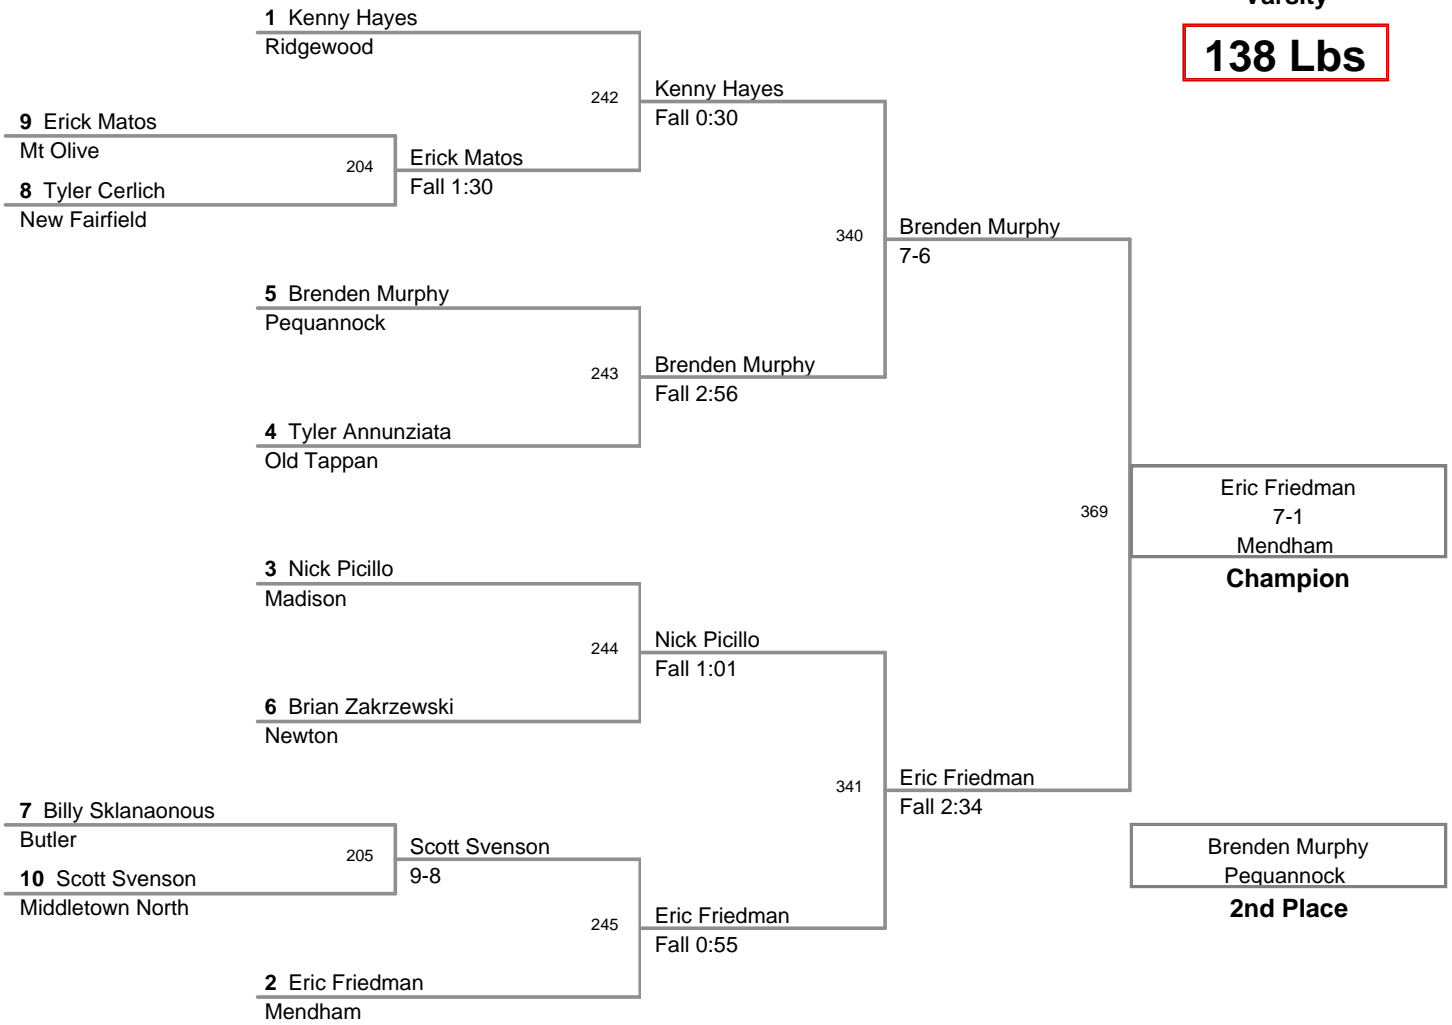 Varsity
138 Lbs
1 Kenny Hayes
Ridgewood
242
Kenny Hayes
Fall 0:30
9 Erick Matos
Mt Olive
204
Erick Matos
Fall 1:30
8 Tyler Cerlich
New Fairfield
340
Brenden Murphy
7-6
5 Brenden Murphy
Pequannock
243
Brenden Murphy
Fall 2:56
4 Tyler Annunziata
Old Tappan
369
Eric Friedman
7-1
Mendham
Champion
3 Nick Picillo
Madison
244
Nick Picillo
Fall 1:01
6 Brian Zakrzewski
Newton
341
Eric Friedman
Fall 2:34
7 Billy Sklanaonous
Butler
205
Scott Svenson
9-8
10 Scott Svenson
Middletown North
Brenden Murphy
Pequannock
2nd Place
245
Eric Friedman
Fall 0:55
2 Eric Friedman
Mendham